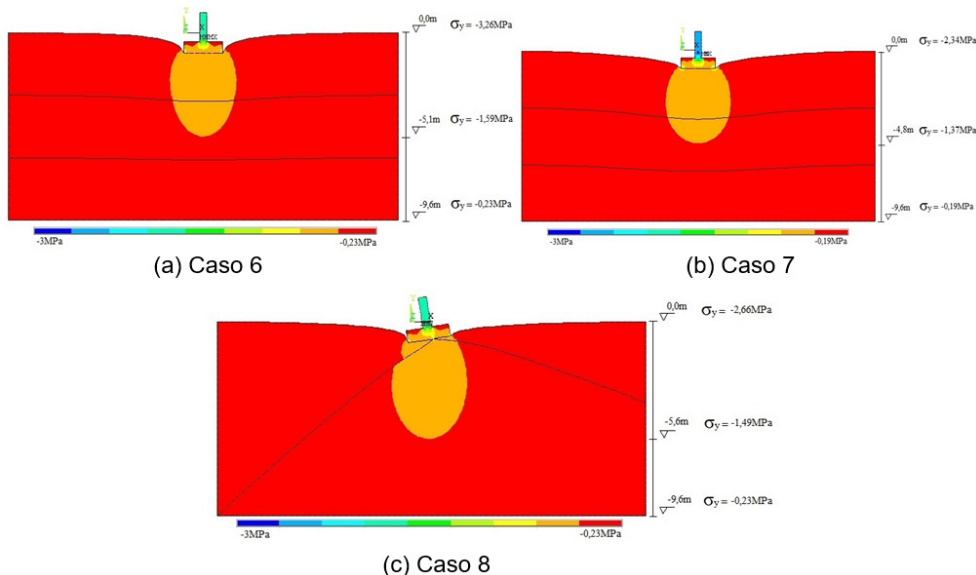 0,0m σy = -3,26MPa
X
-5,1m σy = -1,59MPa
-9,6m σy = -0,23MPa
-3MPa -0,23MPa
(a) Caso 6
0,0m σy = -2,34MPa
X
-4,8m σy = -1,37MPa
-9,6m σy = -0,19MPa
-3MPa -0,19MPa
(b) Caso 7
0,0m σy = -2,66MPa
X
-5,6m σy = -1,49MPa
-9,6m σy = -0,23MPa
-3MPa -0,23MPa
(c) Caso 8